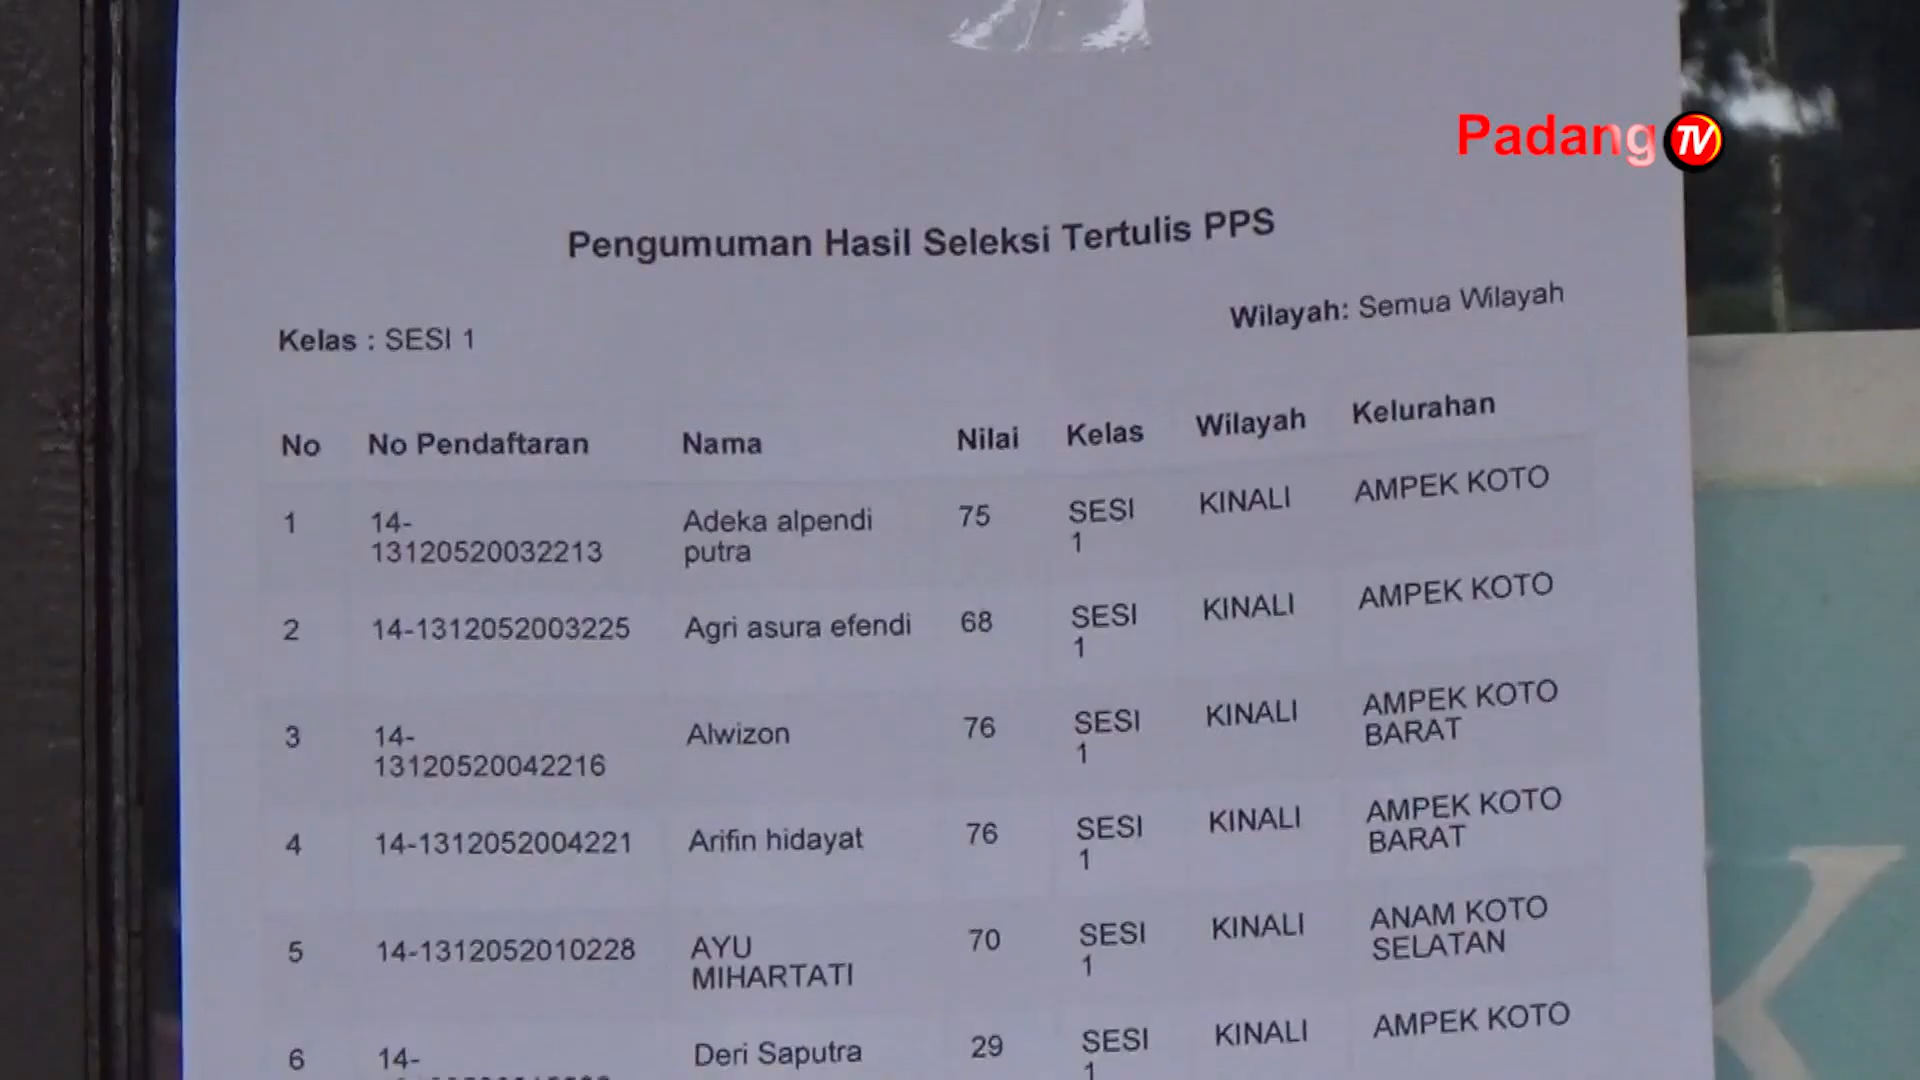 Padang TV
Pengumuman Hasil Seleksi Tertulis PPS
Kelas : SESI 1
Wilayah: Semua Wilayah
No No Pendaftaran Nama Nilai Kelas Wilayah Kelurahan
1 14- Adeka alpendi 75 SESI KINALI AMPEK KOTO
13120520032213 putra 1
2 14-1312052003225 Agri asura efendi 68 SESI KINALI AMPEK KOTO
1
3 14- Alwizon 76 SESI KINALI AMPEK KOTO
13120520042216 1 BARAT
4 14-1312052004221 Arifin hidayat 76 SESI KINALI AMPEK KOTO
1 BARAT
5 14-1312052010228 AYU 70 SESI KINALI ANAM KOTO
MIHARTATI 1 SELATAN
6 14- Deri Saputra 29 SESI KINALI AMPEK KOTO
1